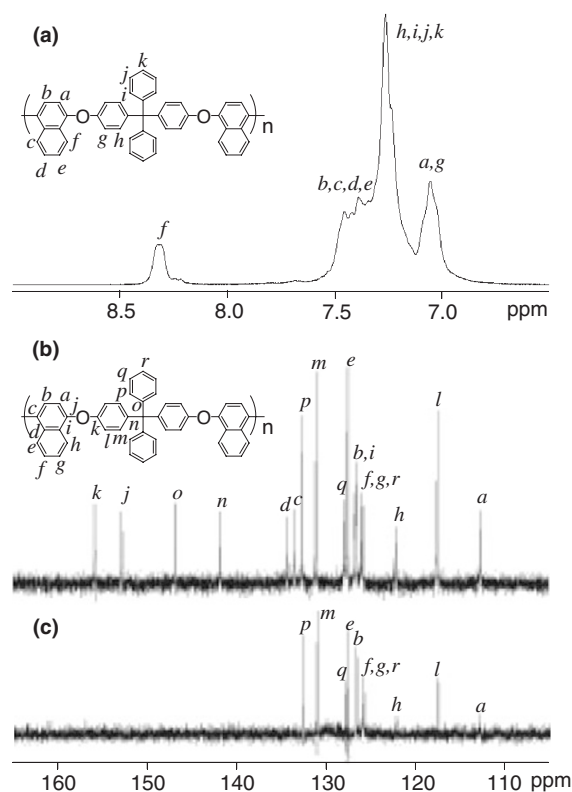 (a)
k
j
b a
i
O
O
n
c
f
g h
d e
h,i,j,k
b,c,d,e
a,g
f
8.5 8.0 7.5 7.0 ppm
(b)
q r
b a
j
p
o
c
O
O
n
d
i
k
n
e
h
l m
f g
k
j
o
n
d
c
p
m
e
q
b,i
f,g,r
h
l
a
(c)
p
m
e
b
q
f,g,r
h
l
a
160 150 140 130 120 110 ppm